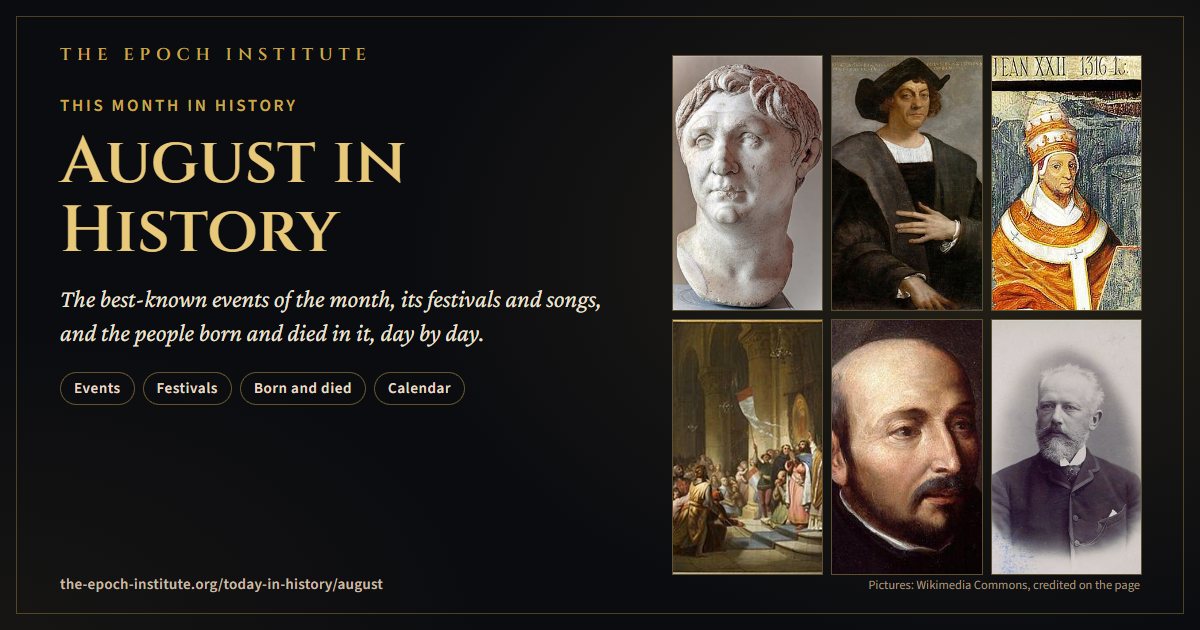 THE EPOCH INSTITUTE
THIS MONTH IN HISTORY
AUGUST IN
HISTORY
The best-known events of the month, its festivals and songs,
and the people born and died in it, day by day.
Events
Festivals
Born and died
Calendar
the-epoch-institute.org/today-in-history/august
JEAN XXII 1316
Pictures: Wikimedia Commons, credited on the page